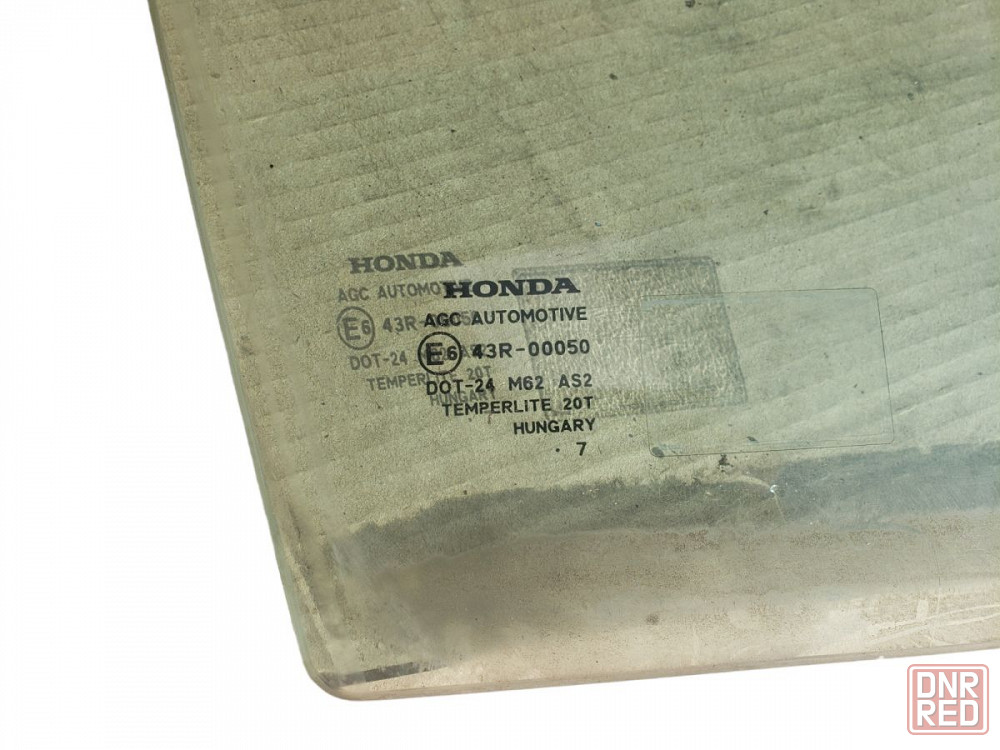 HONDA
AGC AUTOMOTIVE
E6 43R-00050
DOT-24 M62 AS2
TEMPERLITE 20T
HUNGARY
. 7
DNR
RED